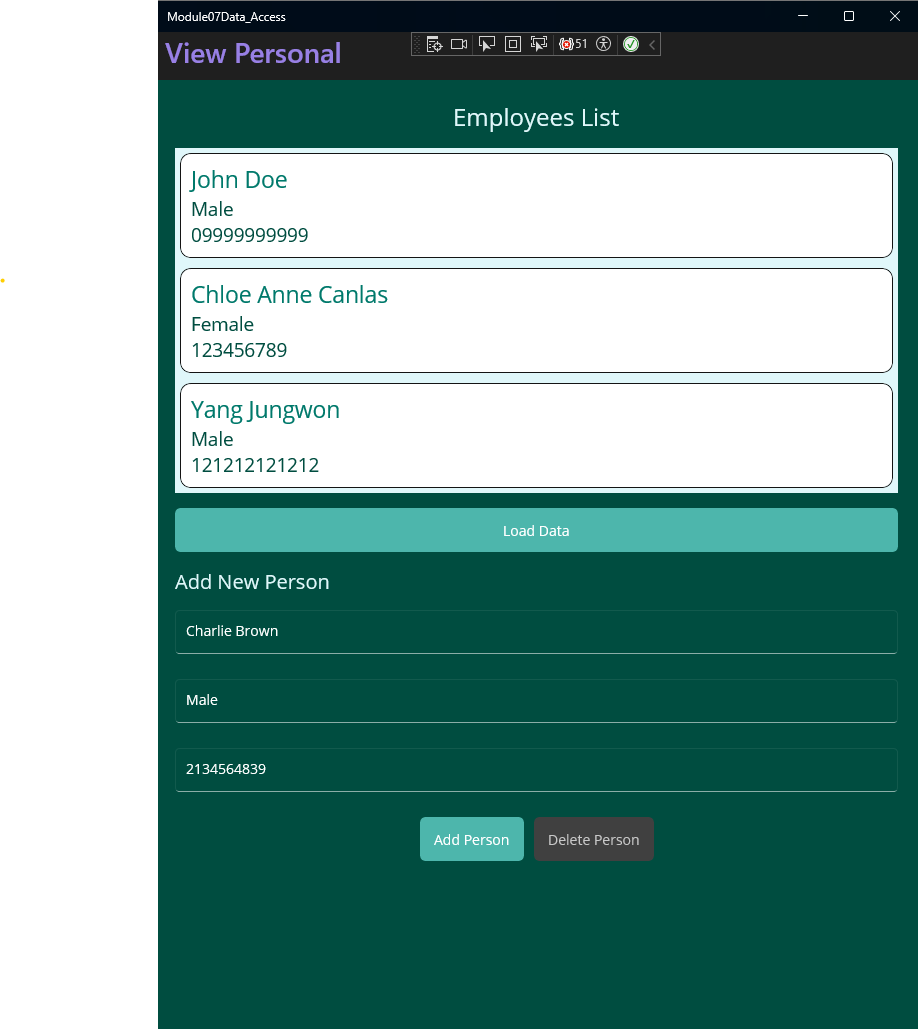 Module07Data_Access
View Personal
51
Employees List
John Doe
Male
09999999999
Chloe Anne Canlas
Female
123456789
Yang Jungwon
Male
121212121212
Load Data
Add New Person
Charlie Brown
Male
2134564839
Add Person
Delete Person